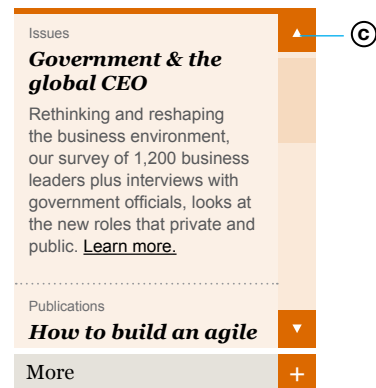 Issues
Government & the
global CEO
Rethinking and reshaping
the business environment,
our survey of 1,200 business
leaders plus interviews with
government officials, looks at
the new roles that private and
public. Learn more.
Publications
How to build an agile
More
+
c